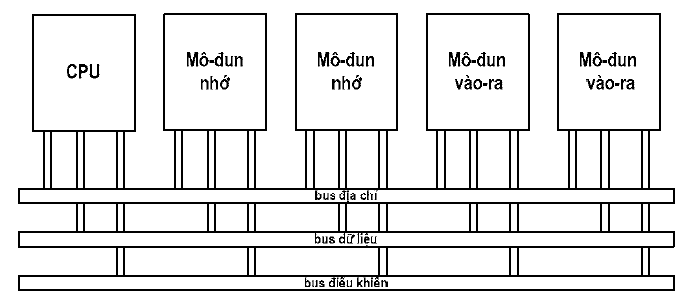 CPU
Mô-đun
nhớ
Mô-đun
nhớ
Mô-đun
vào-ra
Mô-đun
vào-ra
bus địa chỉ
bus dữ liệu
bus điều khiển